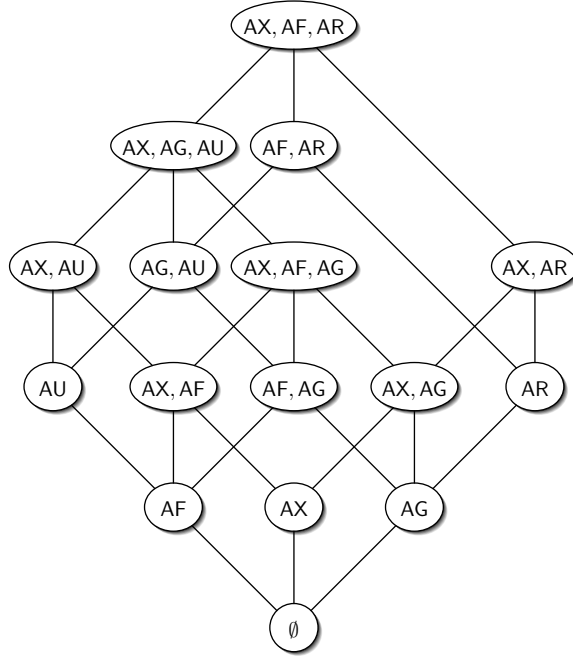 AX, AF, AR
AX, AG, AU
AF, AR
AX, AU
AG, AU
AX, AF, AG
AX, AR
AU
AX, AF
AF, AG
AX, AG
AR
AF
AX
AG
∅